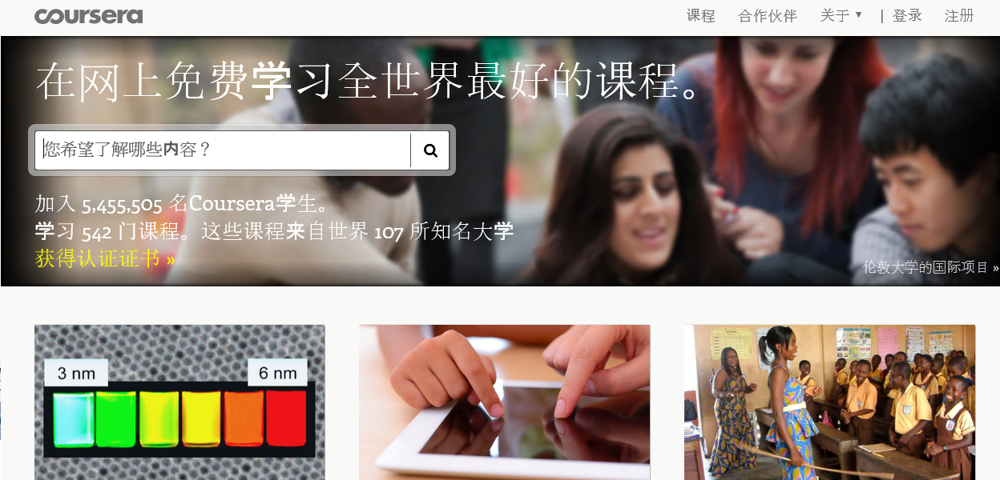 coursera
课程 合作伙伴 关于 ▼ | 登录 注册
在网上免费学习全世界最好的课程。
您希望了解哪些内容？
加入 5,455,505 名Coursera学生。
学习 542 门课程。这些课程来自世界 107 所知名大学
获得认证证书 »
伦敦大学的国际项目 »
3 nm 6 nm